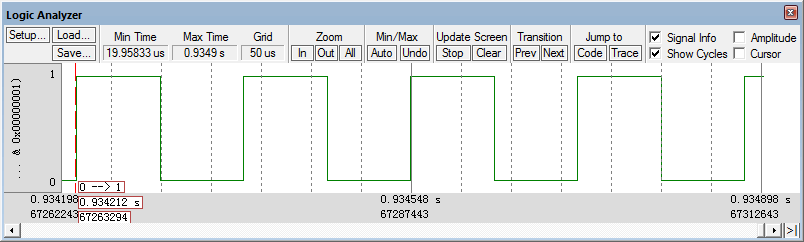 Logic Analyzer
Setup... Load... Min Time Max Time Grid Zoom Min/Max Update Screen Transition Jump to Signal Info Amplitude
Save... 19.95833 us 0.9349 s 50 us In Out All Auto Undo Stop Clear Prev Next Code Trace Show Cycles Cursor
1
... & 0x00000001)
0
0 --> 1
0.934198 0.934212 s 0.934548 s 0.934898 s
67262243 67263294 67287443 67312643
>|